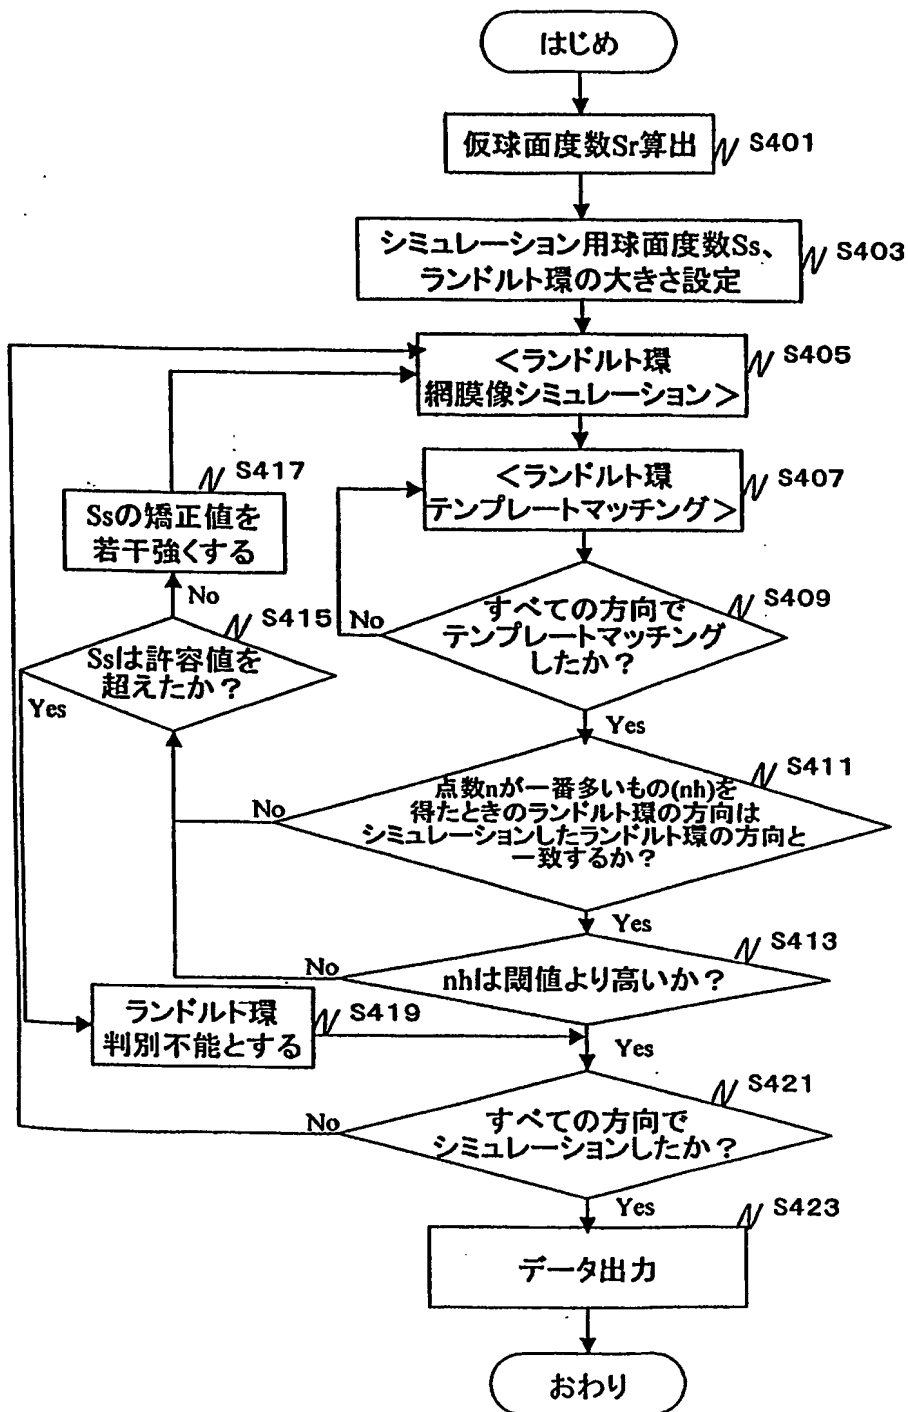 はじめ
仮球面度数Sr算出
S401
シミュレーション用球面度数Ss、
ランドルト環の大きさ設定
S403
<ランドルト環
網膜像シミュレーション>
S405
<ランドルト環
テンプレートマッチング>
S407
すべての方向で
テンプレートマッチング
したか?
S409
No
Yes
点数nが一番多いもの(nh)を
得たときのランドルト環の方向は
シミュレーションしたランドルト環の方向と
一致するか?
S411
No
Yes
nhは閾値より高いか?
S413
No
Yes
Ssは許容値を
超えたか?
S415
No
Yes
Ssの矯正値を
若干強くする
S417
ランドルト環
判別不能とする
S419
すべての方向で
シミュレーションしたか?
S421
No
Yes
データ出力
S423
おわり